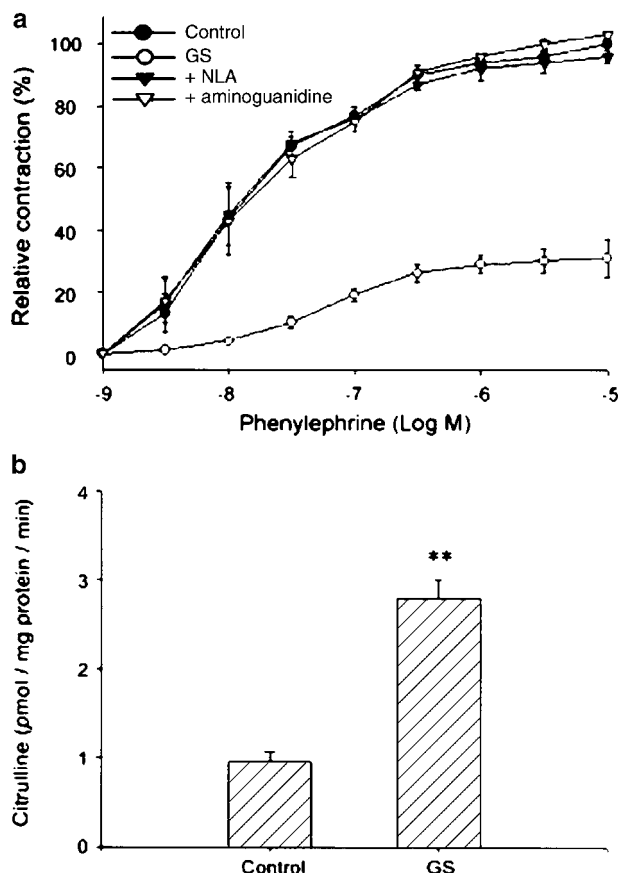 a
Control
GS
+ NLA
+ aminoguanidine
Relative contraction (%)
100
80
60
40
20
0
-9 -8 -7 -6 -5
Phenylephrine (Log M)
b
Citrulline (pmol / mg protein / min)
4
3
2
1
0
**
Control GS